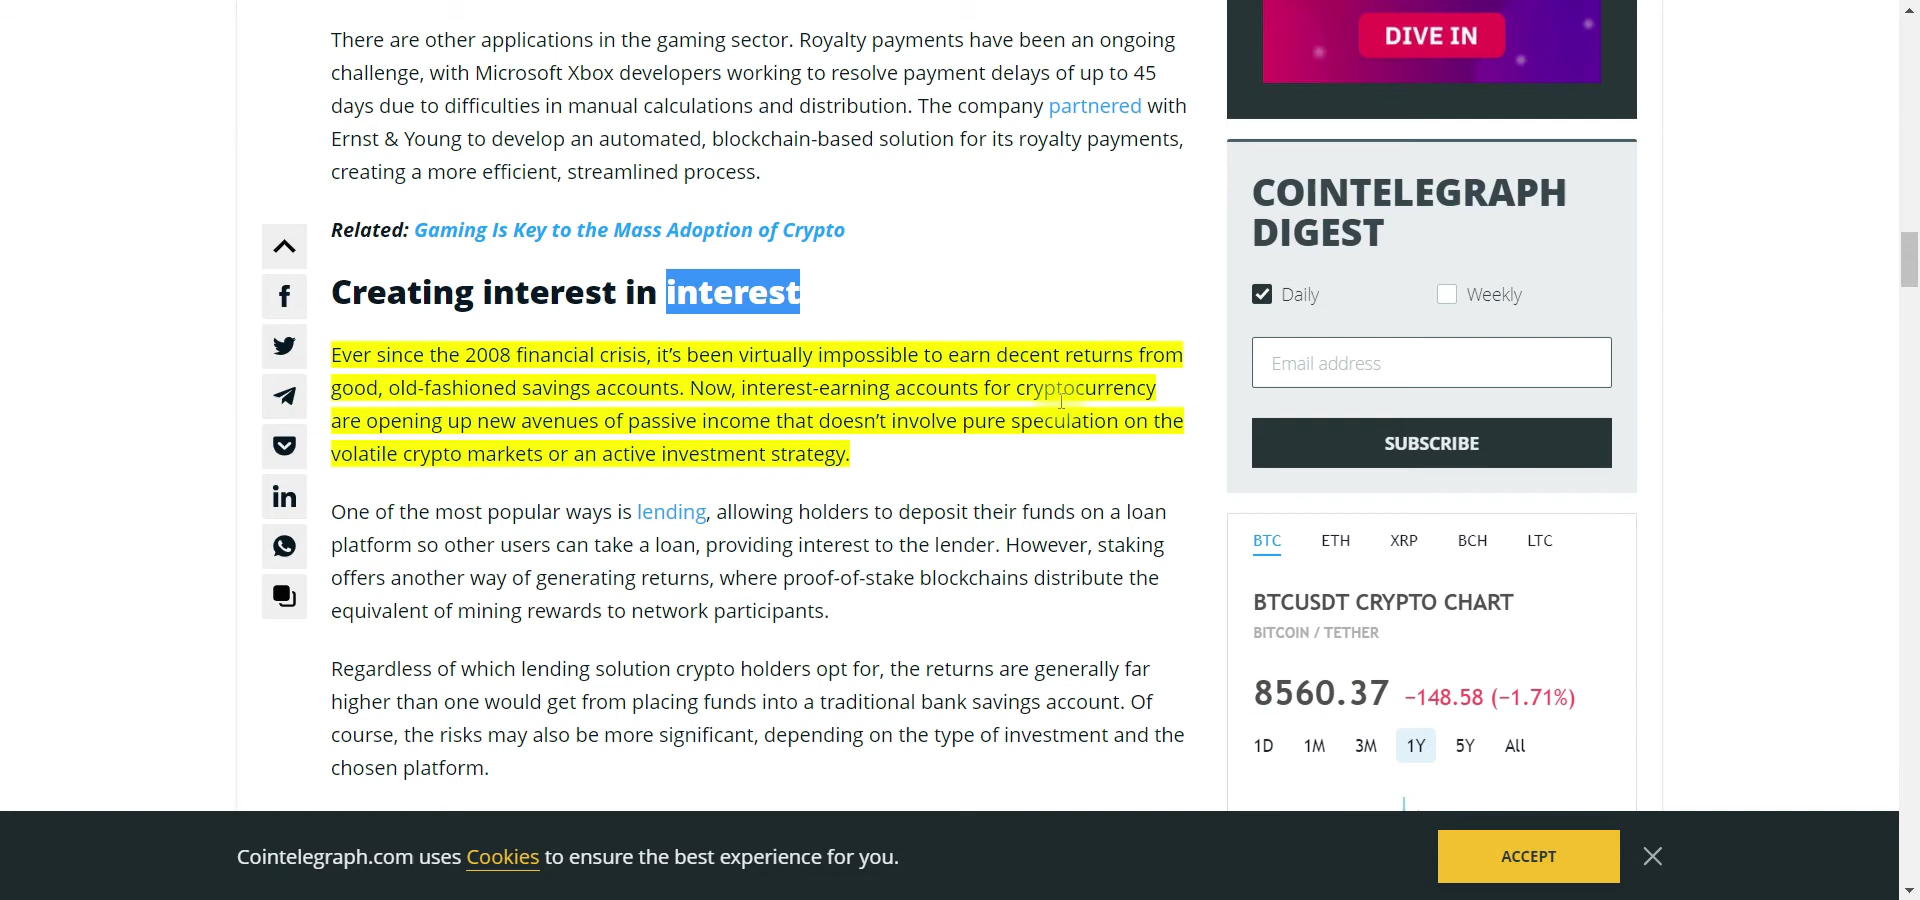 There are other applications in the gaming sector. Royalty payments have been an ongoing
challenge, with Microsoft Xbox developers working to resolve payment delays of up to 45
days due to difficulties in manual calculations and distribution. The company partnered with
Ernst & Young to develop an automated, blockchain-based solution for its royalty payments,
creating a more efficient, streamlined process.
Related: Gaming Is Key to the Mass Adoption of Crypto
Creating interest in interest
Ever since the 2008 financial crisis, it’s been virtually impossible to earn decent returns from
good, old-fashioned savings accounts. Now, interest-earning accounts for cryptocurrency
are opening up new avenues of passive income that doesn’t involve pure speculation on the
volatile crypto markets or an active investment strategy.
One of the most popular ways is lending, allowing holders to deposit their funds on a loan
platform so other users can take a loan, providing interest to the lender. However, staking
offers another way of generating returns, where proof-of-stake blockchains distribute the
equivalent of mining rewards to network participants.
Regardless of which lending solution crypto holders opt for, the returns are generally far
higher than one would get from placing funds into a traditional bank savings account. Of
course, the risks may also be more significant, depending on the type of investment and the
chosen platform.
DIVE IN
COINTELEGRAPH
DIGEST
Daily Weekly
Email address
SUBSCRIBE
BTC ETH XRP BCH LTC
BTCUSDT CRYPTO CHART
BITCOIN / TETHER
8560.37 −148.58 (−1.71%)
1D 1M 3M 1Y 5Y All
Cointelegraph.com uses Cookies to ensure the best experience for you.
ACCEPT